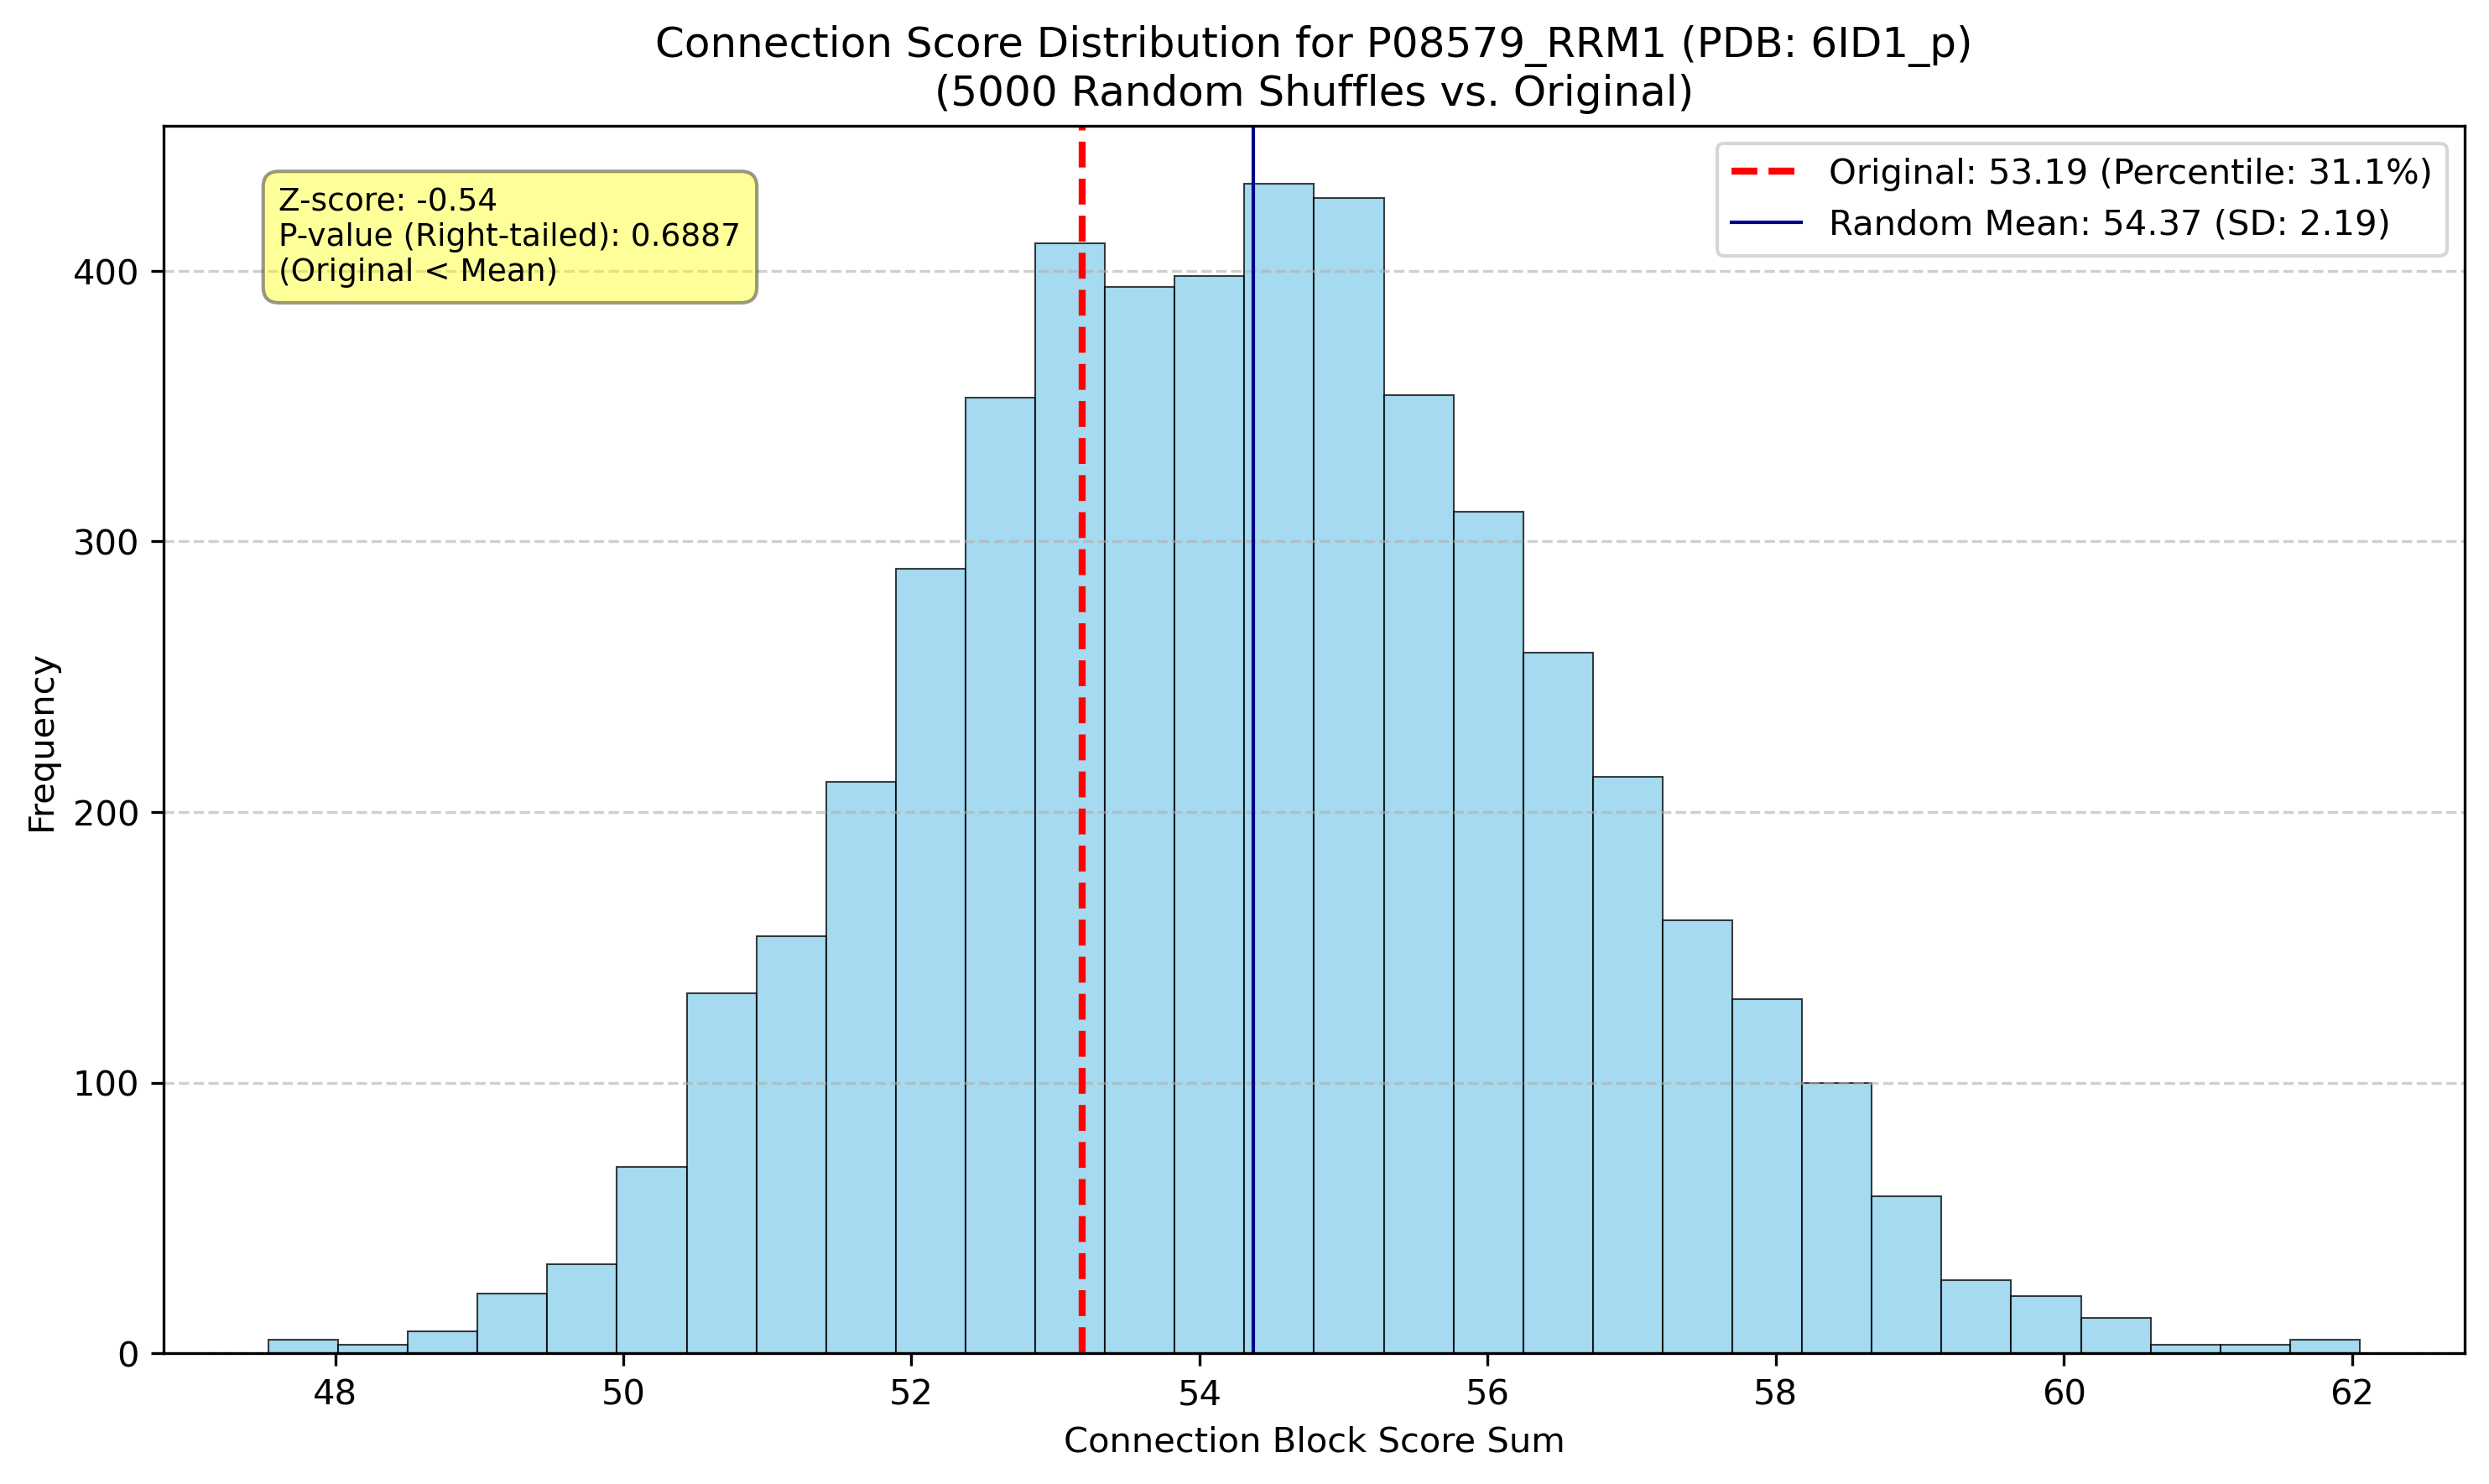 Connection Score Distribution for P08579_RRM1 (PDB: 6ID1_p)
(5000 Random Shuffles vs. Original)
Z-score: -0.54
P-value (Right-tailed): 0.6887
(Original < Mean)
Original: 53.19 (Percentile: 31.1%)
Random Mean: 54.37 (SD: 2.19)
Frequency
400
300
200
100
0
48 50 52 54 56 58 60 62
Connection Block Score Sum